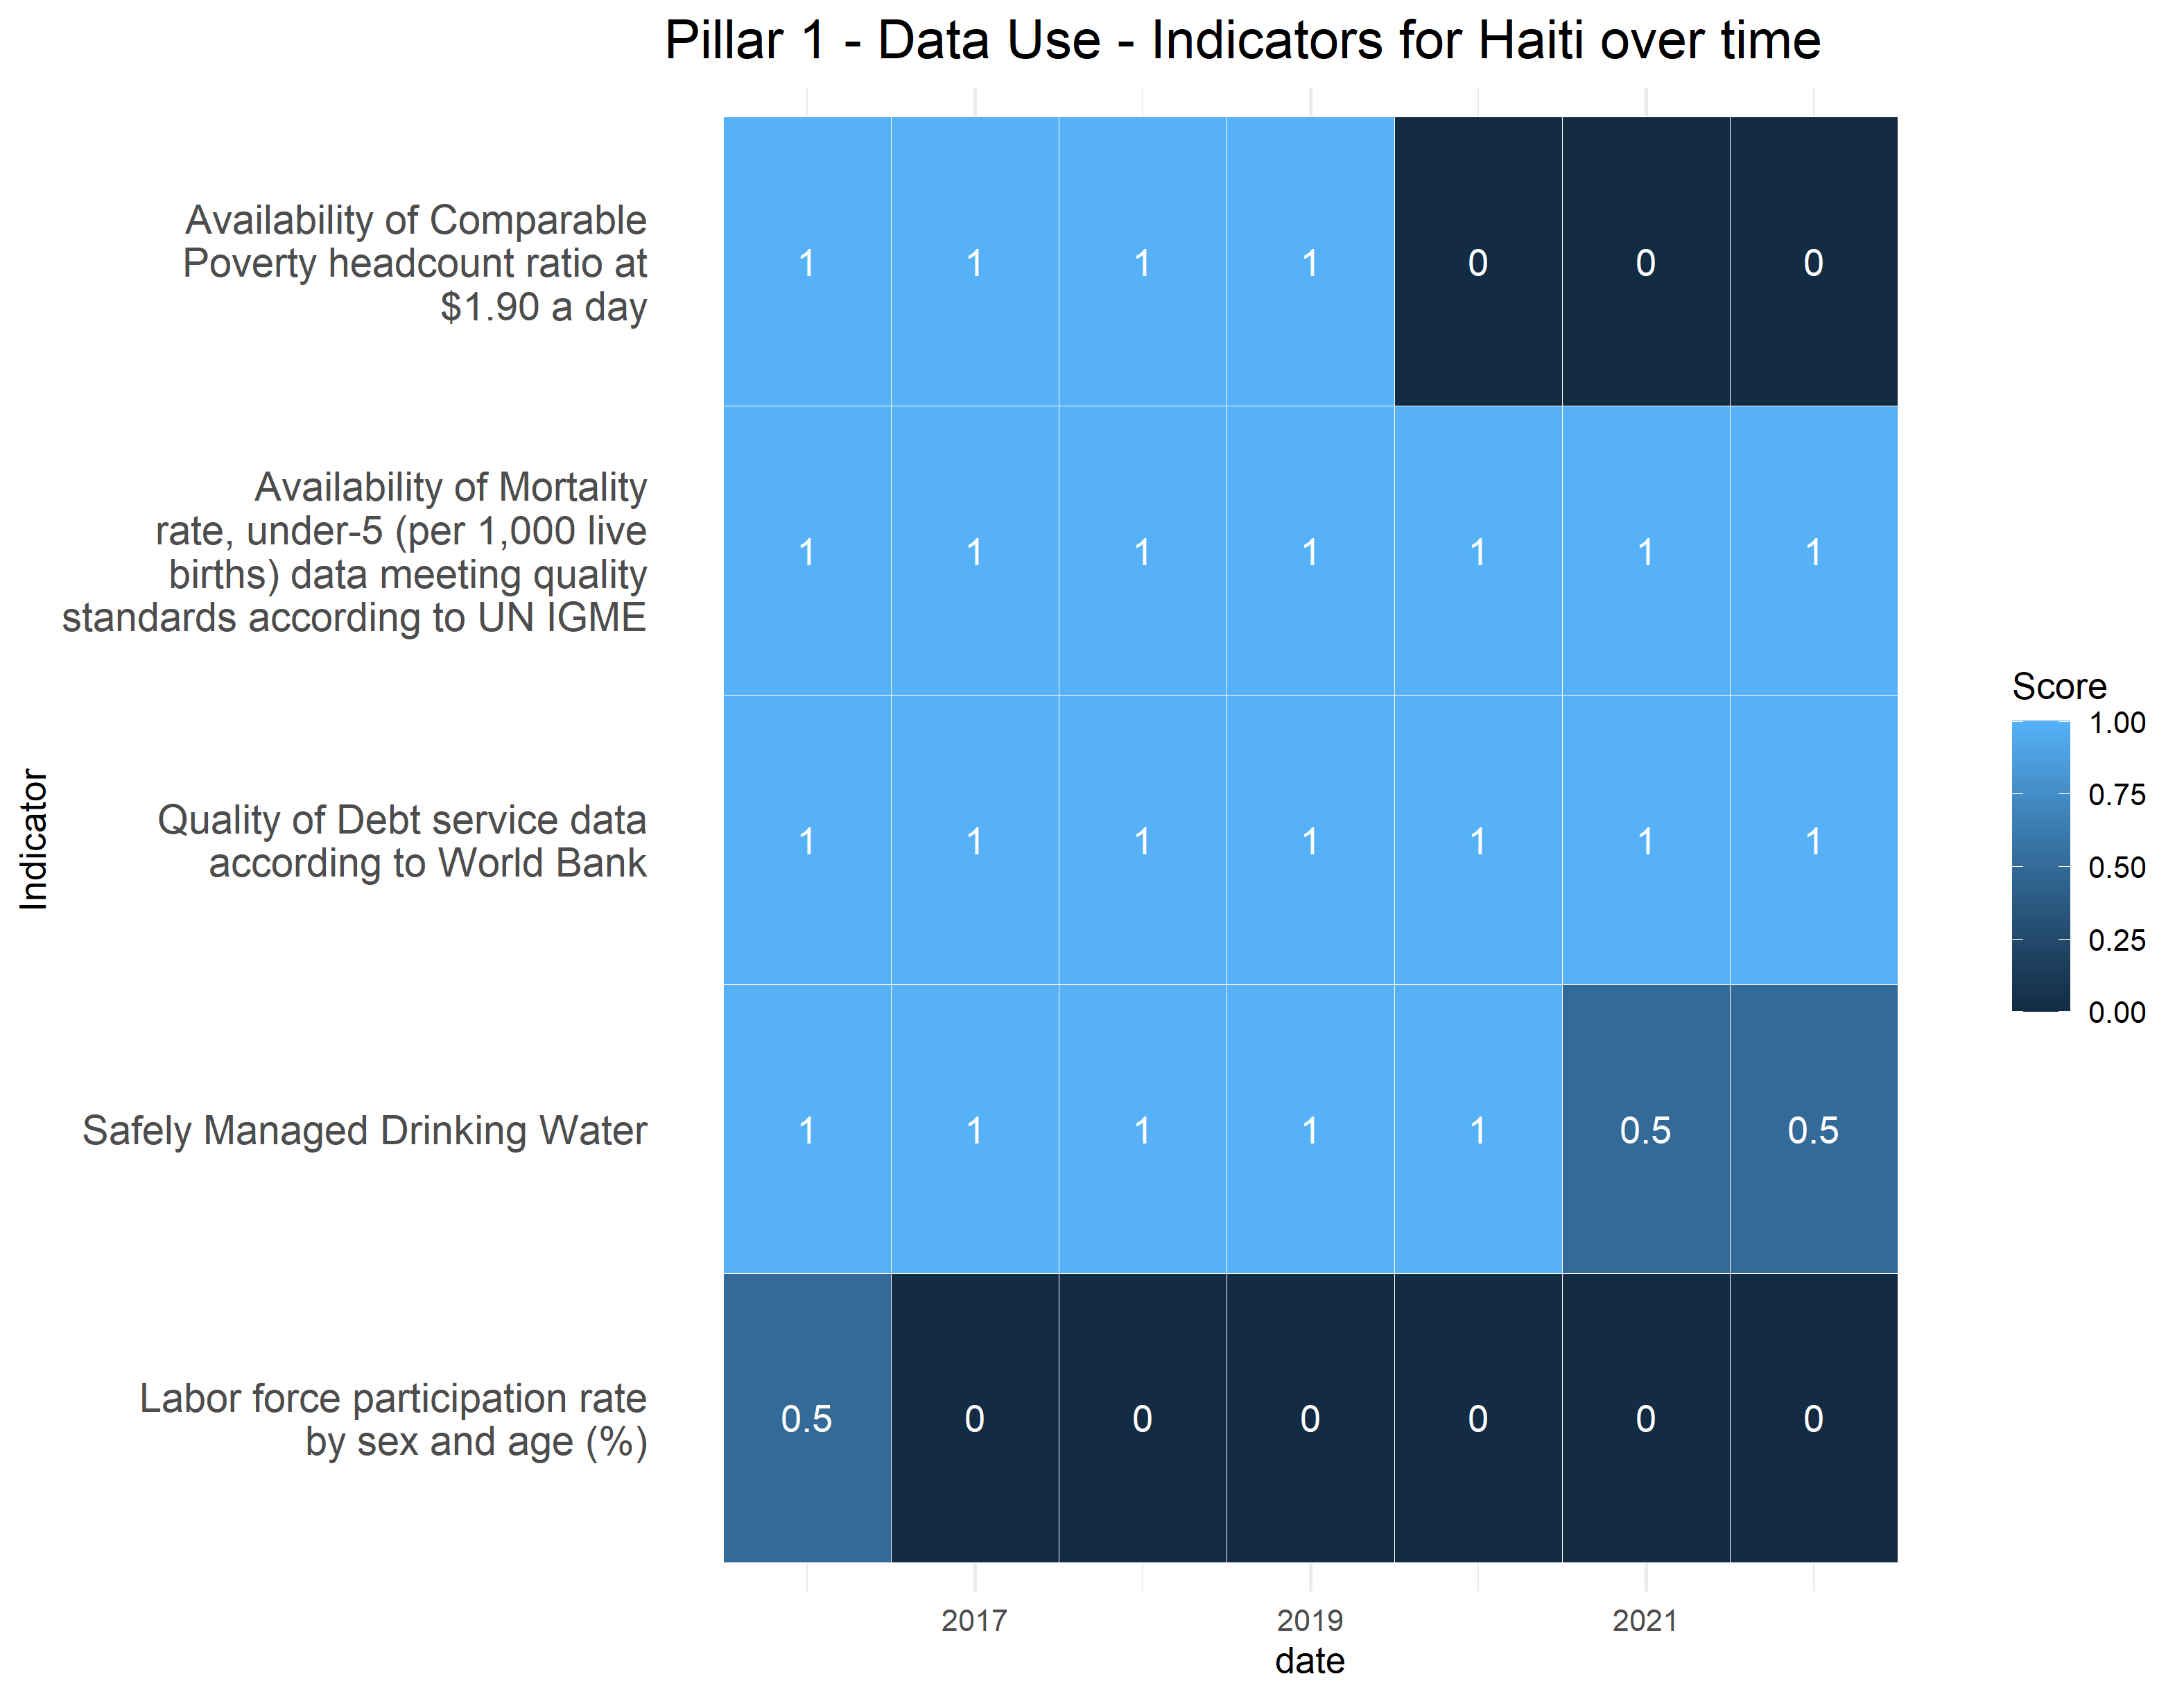 Pillar 1 - Data Use - Indicators for Haiti over time
Availability of Comparable
Poverty headcount ratio at
$1.90 a day
1 1 1 1 0 0 0
Availability of Mortality
rate, under-5 (per 1,000 live
births) data meeting quality
standards according to UN IGME
1 1 1 1 1 1 1
Quality of Debt service data
according to World Bank
1 1 1 1 1 1 1
Safely Managed Drinking Water
1 1 1 1 1 0.5 0.5
Labor force participation rate
by sex and age (%)
0.5 0 0 0 0 0 0
Indicator
2017 2019 2021
date
Score
1.00
0.75
0.50
0.25
0.00